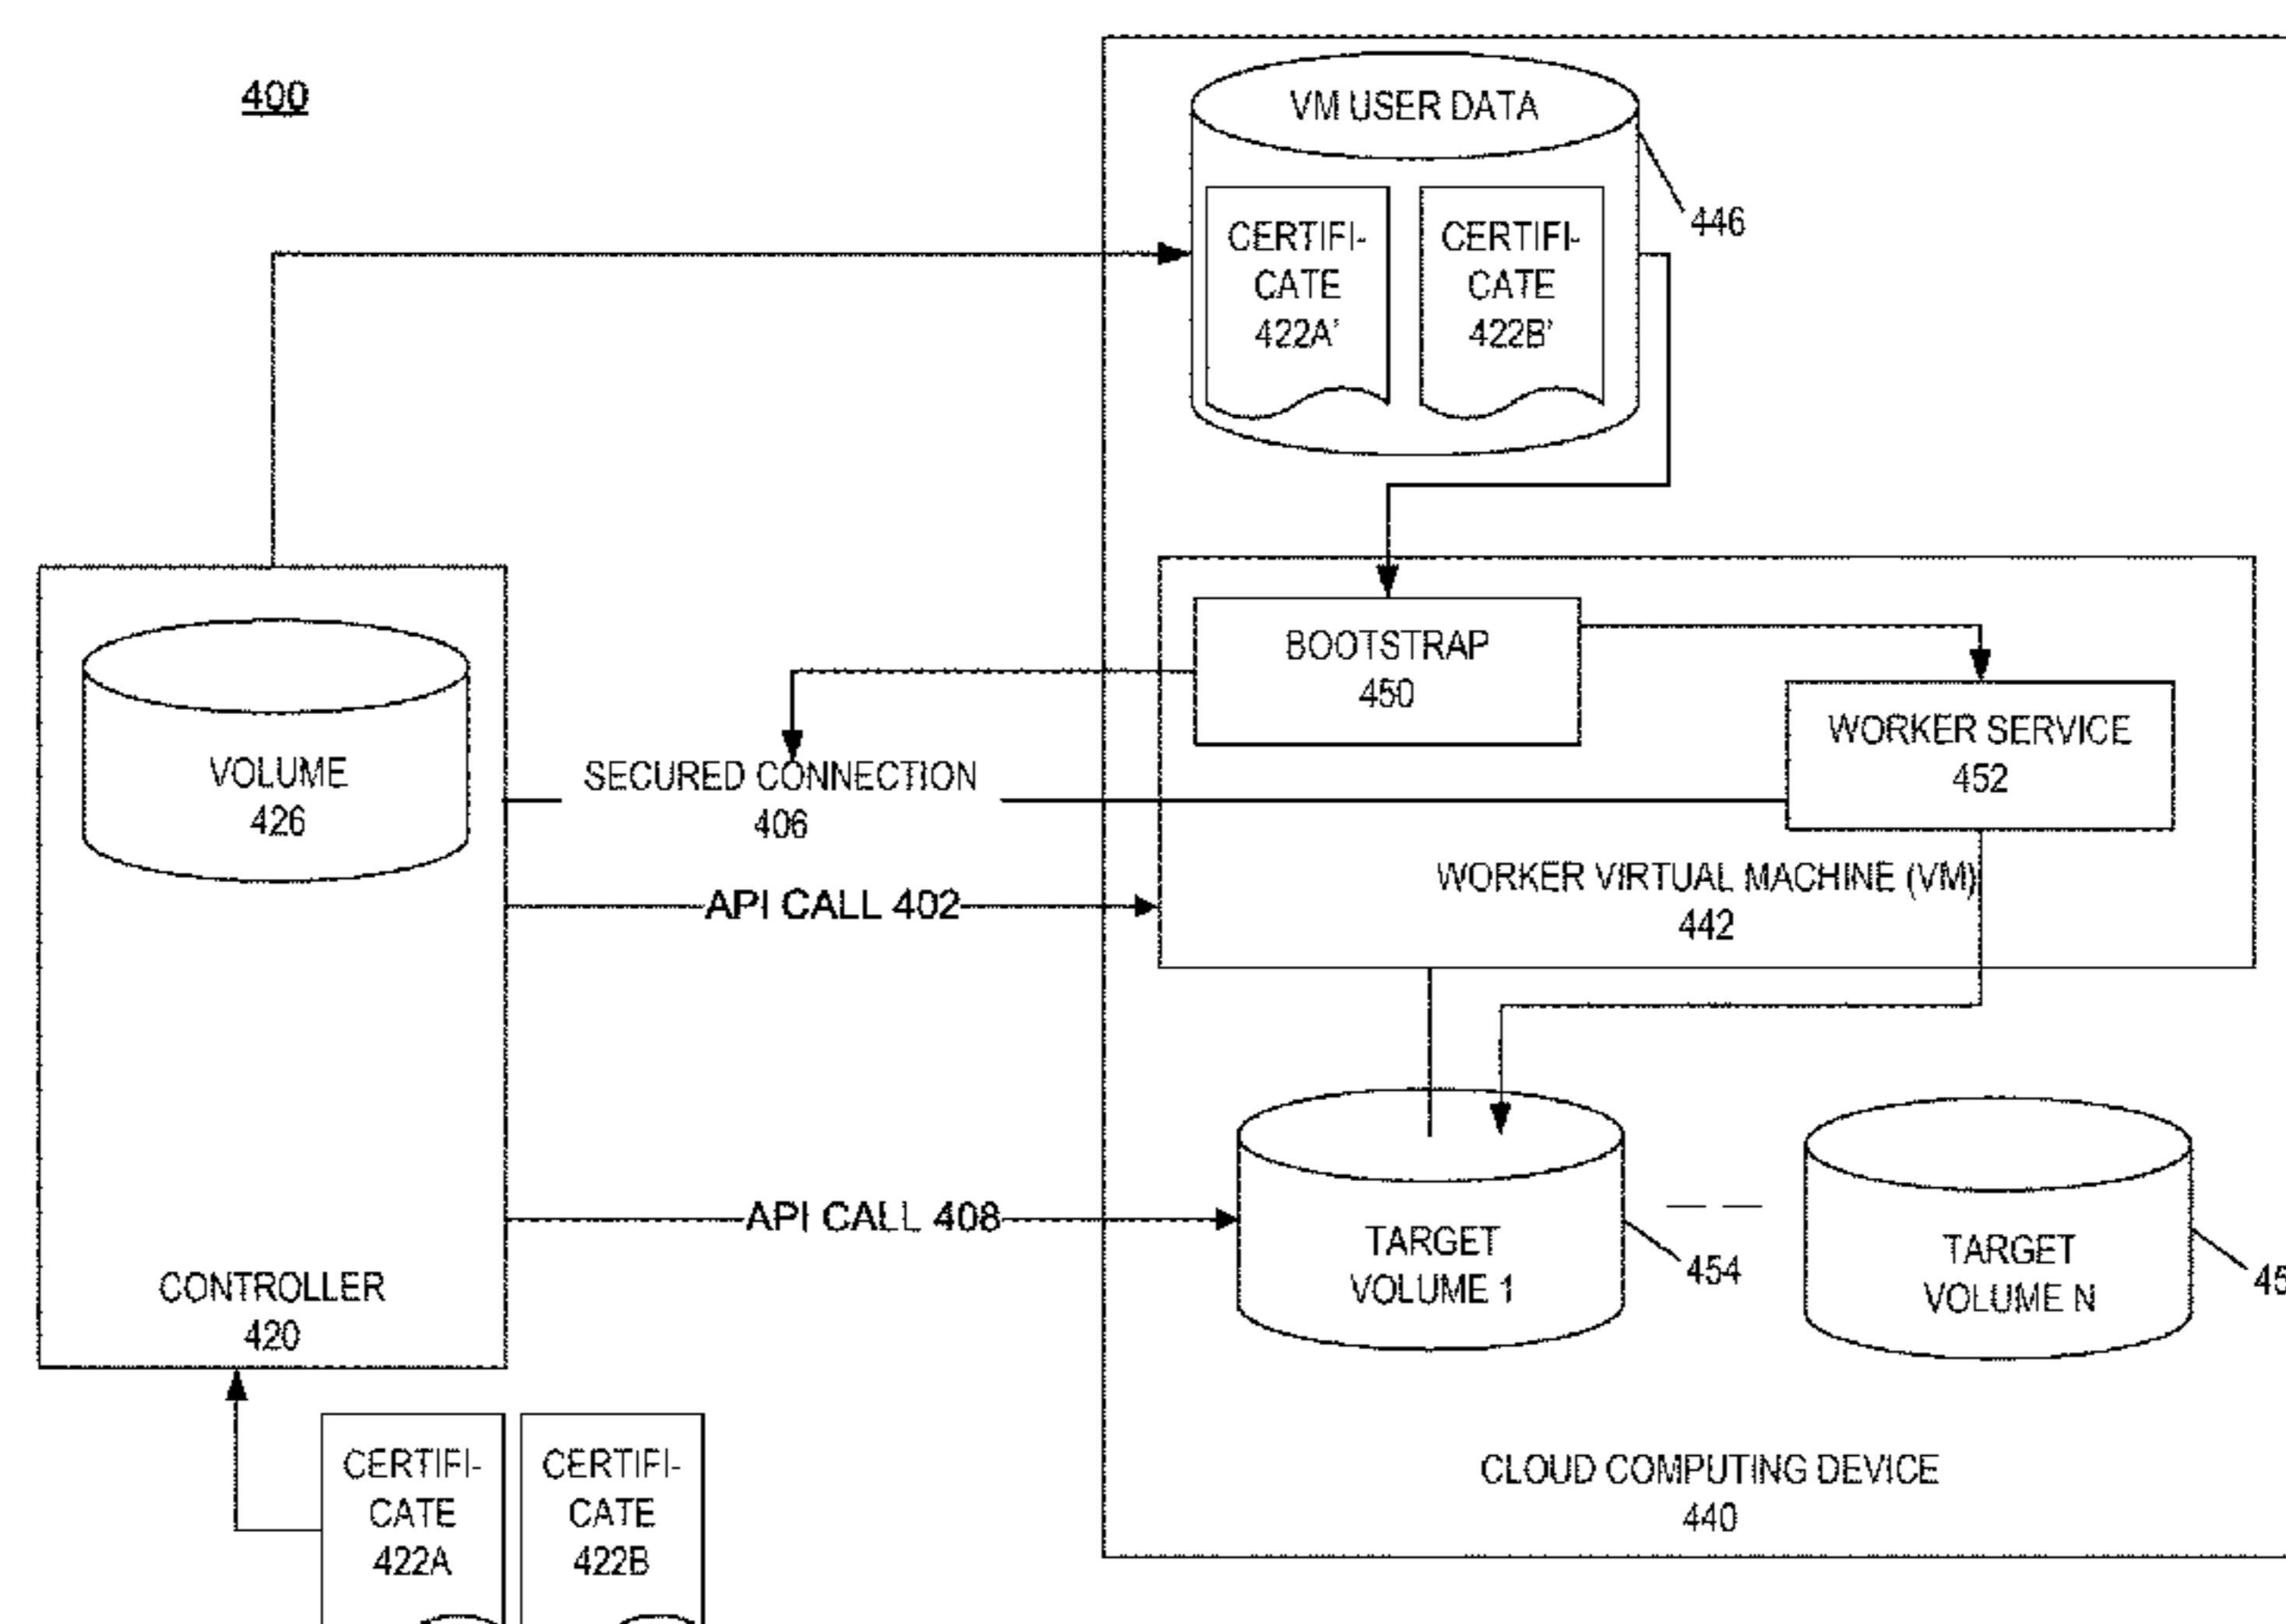 400
VM USER DATA
CERTIFI-
CATE
422A'
CERTIFI-
CATE
422B'
446
BOOTSTRAP
450
WORKER SERVICE
452
VOLUME
426
SECURED CONNECTION
406
API CALL 402
WORKER VIRTUAL MACHINE (VM)
442
API CALL 408
TARGET
VOLUME 1
454
TARGET
VOLUME N
CONTROLLER
420
CERTIFI-
CATE
422A
CERTIFI-
CATE
422B
CLOUD COMPUTING DEVICE
440